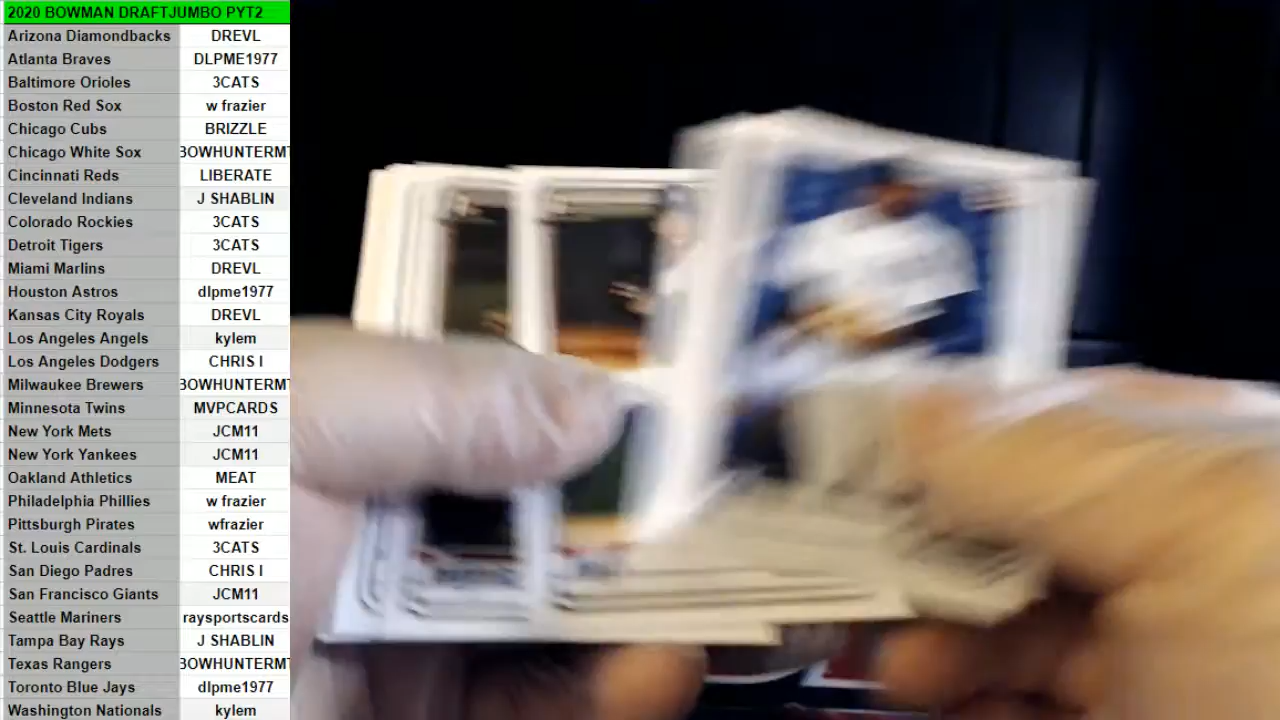 2020 BOWMAN DRAFTJUMBO PYT2
Arizona Diamondbacks DREVL
Atlanta Braves DLPME1977
Baltimore Orioles 3CATS
Boston Red Sox w frazier
Chicago Cubs BRIZZLE
Chicago White Sox BOWHUNTERMT
Cincinnati Reds LIBERATE
Cleveland Indians J SHABLIN
Colorado Rockies 3CATS
Detroit Tigers 3CATS
Miami Marlins DREVL
Houston Astros dlpme1977
Kansas City Royals DREVL
Los Angeles Angels kylem
Los Angeles Dodgers CHRIS I
Milwaukee Brewers BOWHUNTERMT
Minnesota Twins MVPCARDS
New York Mets JCM11
New York Yankees JCM11
Oakland Athletics MEAT
Philadelphia Phillies w frazier
Pittsburgh Pirates wfrazier
St. Louis Cardinals 3CATS
San Diego Padres CHRIS I
San Francisco Giants JCM11
Seattle Mariners raysportscards
Tampa Bay Rays J SHABLIN
Texas Rangers BOWHUNTERMT
Toronto Blue Jays dlpme1977
Washington Nationals kylem